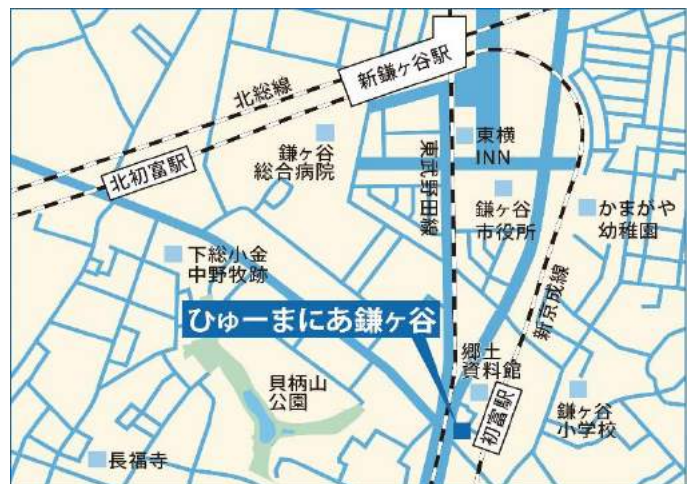 新鎌ヶ谷駅
北総線
東横
INN
鎌ヶ谷
総合病院
東武野田線
北初富駅
鎌ヶ谷
市役所
かまがや
幼稚園
下総小金
中野牧跡
新京成線
ひゅーまにあ鎌ヶ谷
郷土
資料館
貝柄山
公園
初富駅
鎌ヶ谷
小学校
長福寺